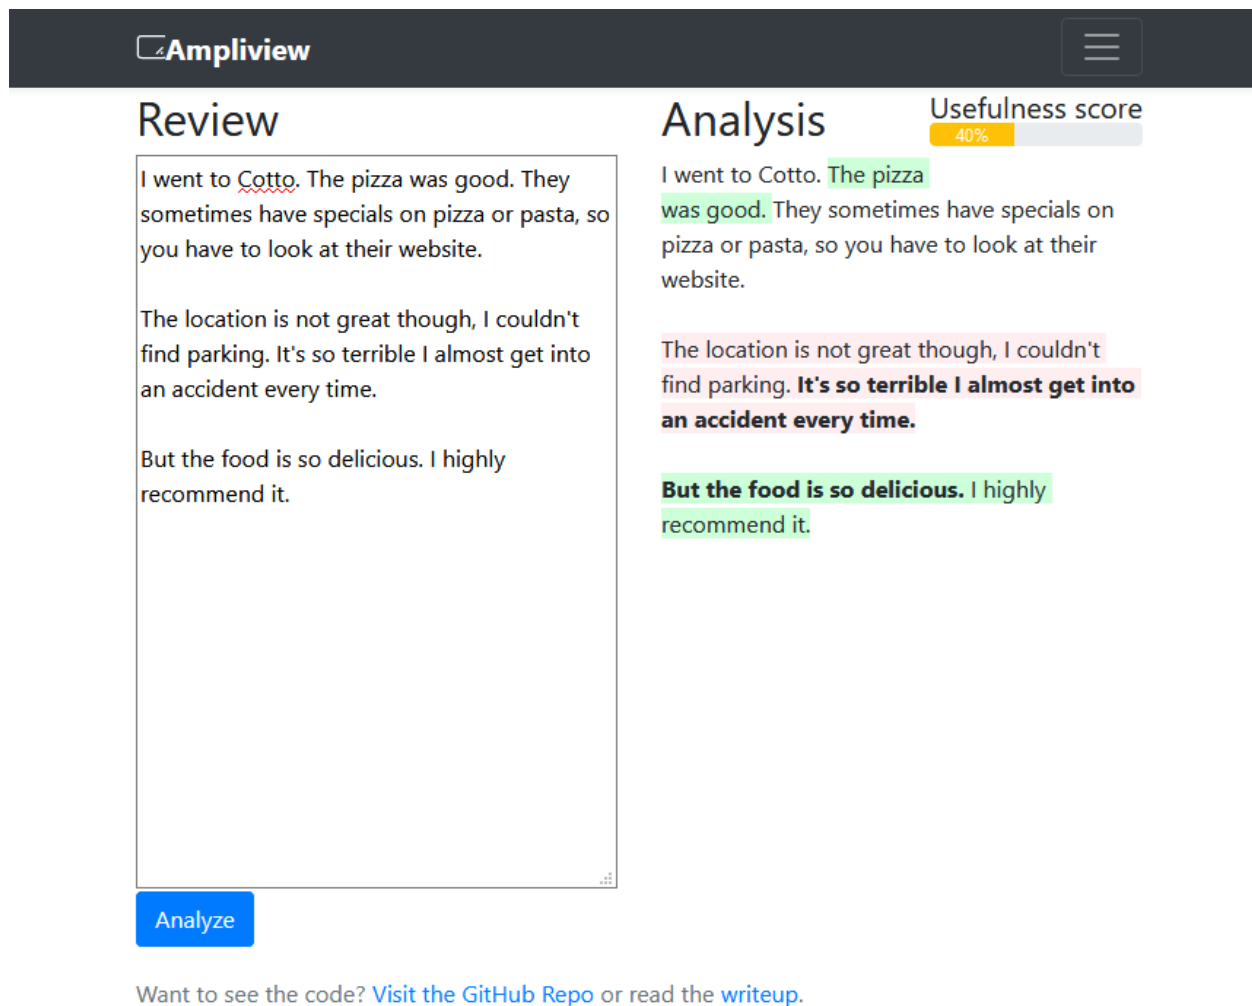 Ampliview
Review
I went to Cotto. The pizza was good. They
sometimes have specials on pizza or pasta, so
you have to look at their website.
The location is not great though, I couldn't
find parking. It's so terrible I almost get into
an accident every time.
But the food is so delicious. I highly
recommend it.
Analyze
Analysis
Usefulness score
40%
I went to Cotto. The pizza
was good. They sometimes have specials on
pizza or pasta, so you have to look at their
website.
The location is not great though, I couldn't
find parking. It's so terrible I almost get into
an accident every time.
But the food is so delicious. I highly
recommend it.
Want to see the code? Visit the GitHub Repo or read the writeup.